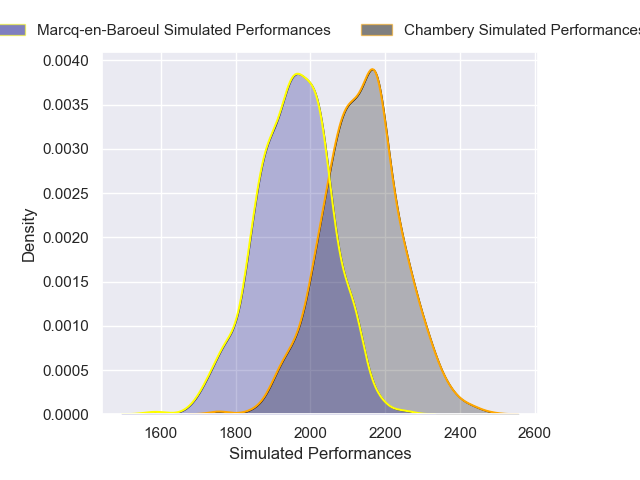 Marcq-en-Baroeul Simulated Performances
Chambery Simulated Performances
0.0040
0.0035
0.0030
0.0025
0.0020
0.0015
0.0010
0.0005
0.0000
Density
1600 1800 2000 2200 2400 2600
Simulated Performances